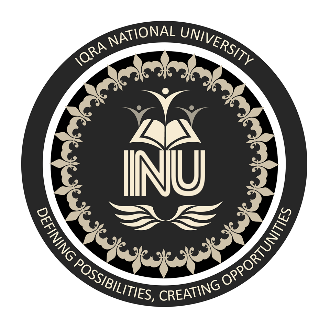 IQRA NATIONAL UNIVERSITY
INU
DEFINING POSSIBILITIES, CREATING OPPORTUNITIES